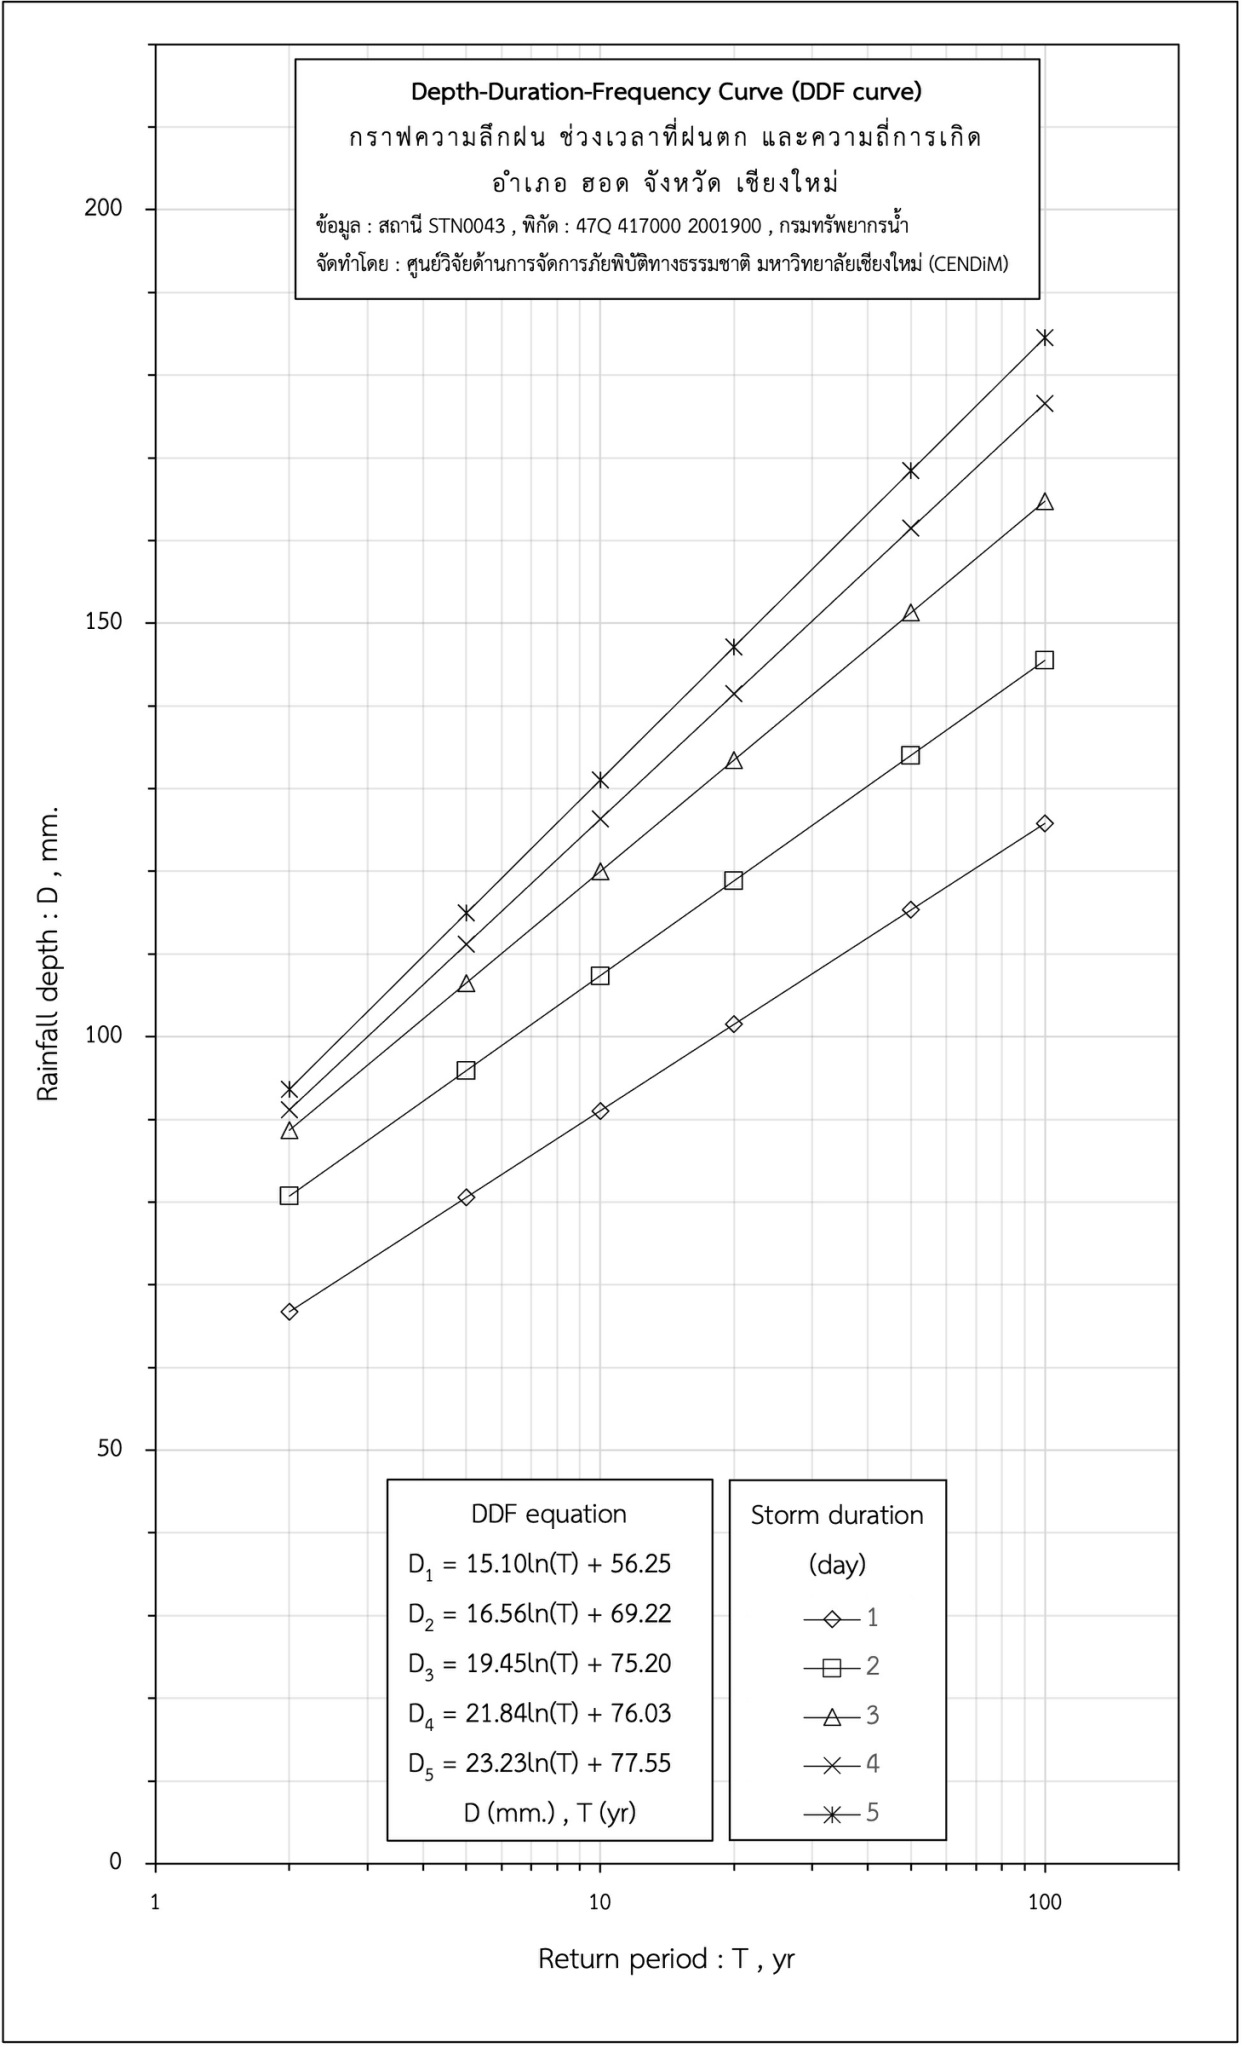 Depth-Duration-Frequency Curve (DDF curve)
กราฟความลึกฝน ช่วงเวลาที่ฝนตก และความถี่การเกิด
อำเภอ ฮอด จังหวัด เชียงใหม่
ข้อมูล : สถานี STN0043 , พิกัด : 47Q 417000 2001900 , กรมทรัพยากรน้ำ
จัดทำโดย : ศูนย์วิจัยด้านการจัดการภัยพิบัติทางธรรมชาติ มหาวิทยาลัยเชียงใหม่ (CENDiM)
200
150
100
50
0
Rainfall depth : D , mm.
DDF equation
D1 = 15.10ln(T) + 56.25
D2 = 16.56ln(T) + 69.22
D3 = 19.45ln(T) + 75.20
D4 = 21.84ln(T) + 76.03
D5 = 23.23ln(T) + 77.55
D (mm.) , T (yr)
Storm duration
(day)
1
2
3
4
5
1
10
100
Return period : T , yr